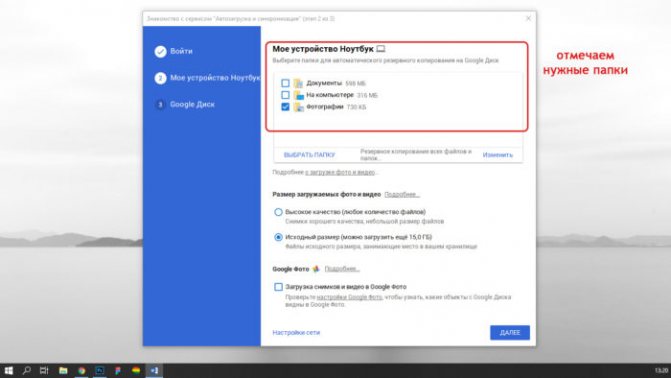 Знакомство с сервисом "Автозагрузка и синхронизация" (этап 2 из 3)
Войти
2 Мое устройство Ноутбук
3 Google Диск
Мое устройство Ноутбук
Выберите папки для автоматического резервного копирования на Google Диск
Документы 598 МБ
На компьютере 316 МБ
Фотографии 730 КБ
отмечаем
нужные папки
ВЫБРАТЬ ПАПКУ
Резервное копирование всех файлов и
папок...
Изменить
Подробнее о загрузке фото и видео...
Размер загружаемых фото и видео Подробнее...
Высокое качество (любое количество файлов)
Снимки хорошего качества, небольшой размер файлов
Исходный размер (можно загрузить ещё 15,0 ГБ)
Файлы исходного размера, занимающие место в вашем хранилище
Google Фото Подробнее...
Загрузка снимков и видео в Google Фото
Проверьте настройки Google Фото, чтобы узнать, какие объекты с Google Диска
видны в Google Фото.
Настройки сети
ДАЛЕЕ
13:20